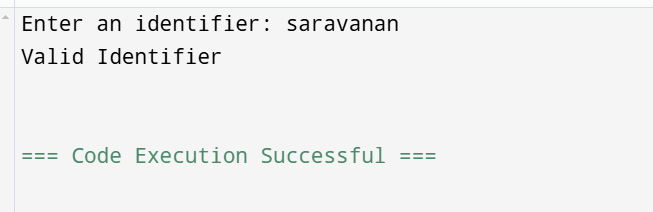 Enter an identifier: saravanan
Valid Identifier
=== Code Execution Successful ===